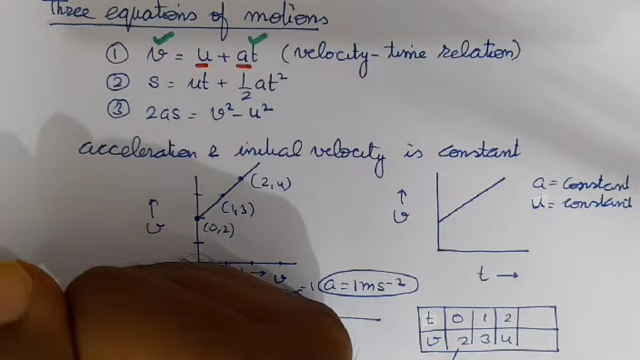 Three equations of motions
① v = u + at (velocity-time relation)
② s = ut + 1/2 at²
③ 2as = v² - u²
acceleration & initial velocity is constant
(2,4)
(1,3)
(0,2)
↑
v
t → v
= 1
a = 1ms-2
↑
v
t →
a = constant
u = constant
t 0 1 2
v 2 3 4